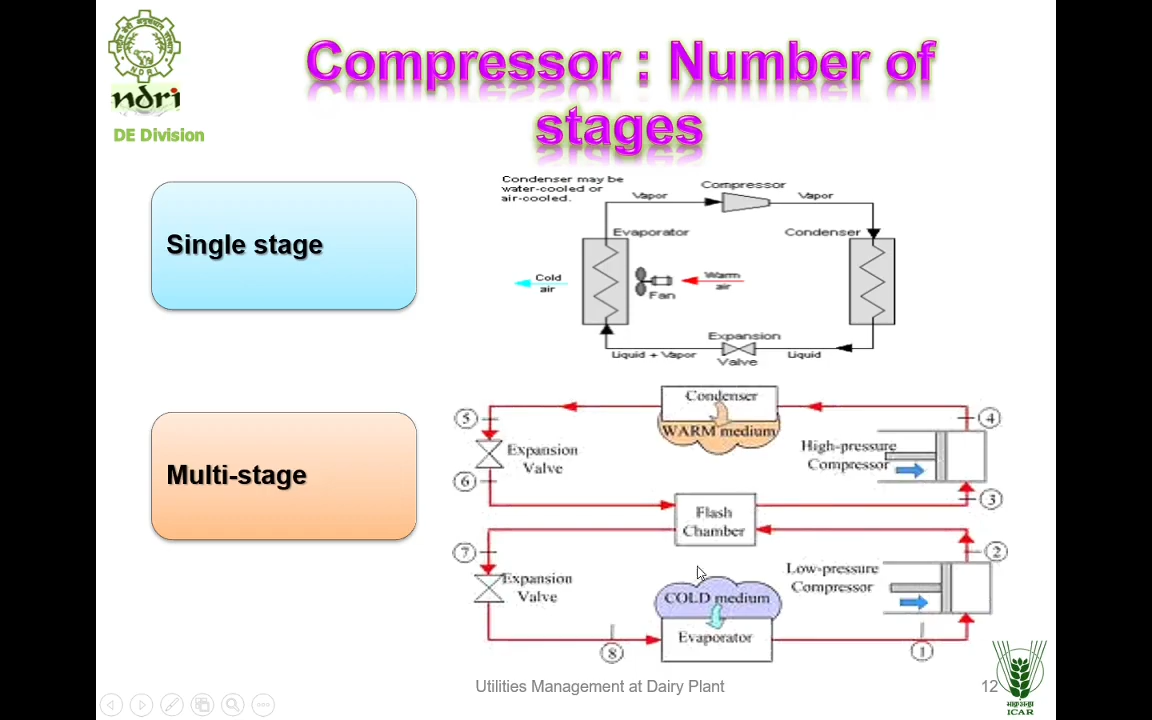 Compressor : Number of
stages
NDRI
ndri
DE Division
Single stage
Condenser may be
water-cooled or
air-cooled.
Vapor
Compressor
Vapor
Evaporator
Condenser
Cold
air
Fan
Warm
air
Expansion
Valve
Liquid + Vapor
Liquid
Multi-stage
Condenser
WARM medium
5
4
Expansion
Valve
High-pressure
Compressor
6
3
Flash
Chamber
7
2
Expansion
Valve
Low-pressure
Compressor
COLD medium
Evaporator
8
1
Utilities Management at Dairy Plant
12
ICAR